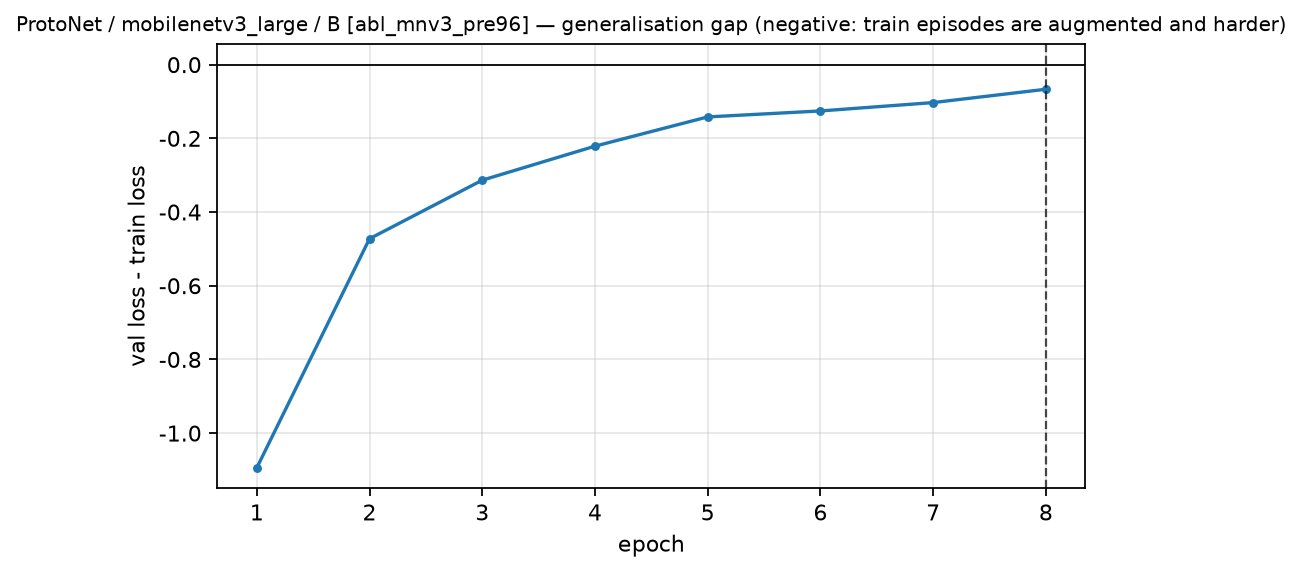 ProtoNet / mobilenetv3_large / B [abl_mnv3_pre96] — generalisation gap (negative: train episodes are augmented and harder)
0.0
-0.2
-0.4
-0.6
-0.8
-1.0
val loss - train loss
1 2 3 4 5 6 7 8
epoch